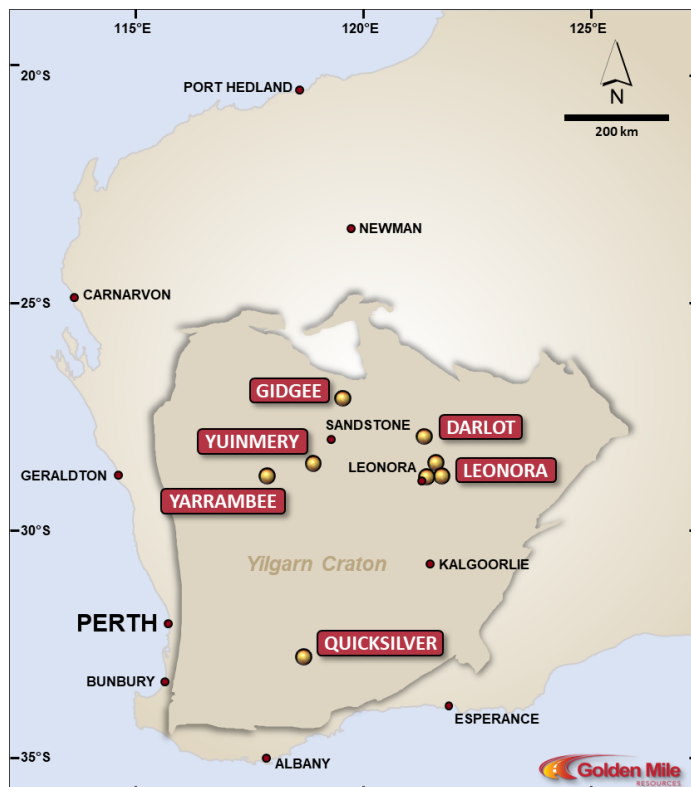 115°E
120°E
125°E
20°S
PORT HEDLAND
N
200 km
NEWMAN
25°S
CARNARVON
GIDGEE
SANDSTONE
DARLOT
YUINMERY
LEONORA
LEONORA
GERALDTON
YARRAMBEE
30°S
Yilgarn Craton
KALGOORLIE
PERTH
QUICKSILVER
BUNBURY
ESPERANCE
35°S
ALBANY
Golden Mile
RESOURCES